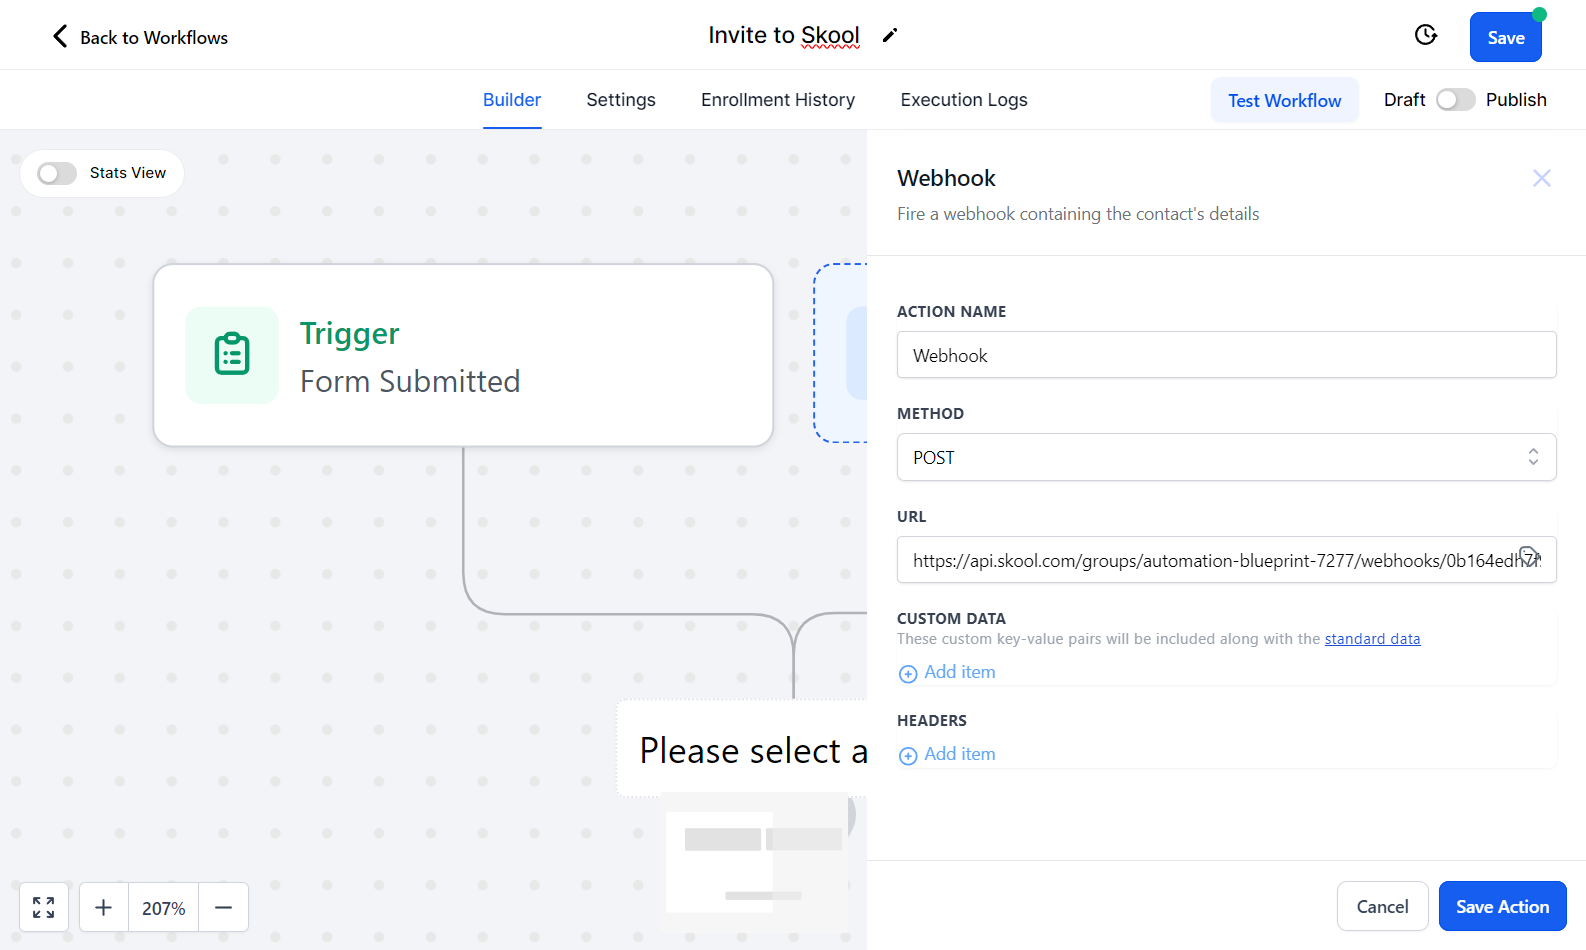 Back to Workflows
Invite to Skool
Save
Builder
Settings
Enrollment History
Execution Logs
Test Workflow
Draft
Publish
Stats View
Trigger
Form Submitted
Please select a
207%
Webhook
Fire a webhook containing the contact's details
ACTION NAME
Webhook
METHOD
POST
URL
https://api.skool.com/groups/automation-blueprint-7277/webhooks/0b164ed
CUSTOM DATA
These custom key-value pairs will be included along with the standard data
Add item
HEADERS
Add item
Cancel
Save Action